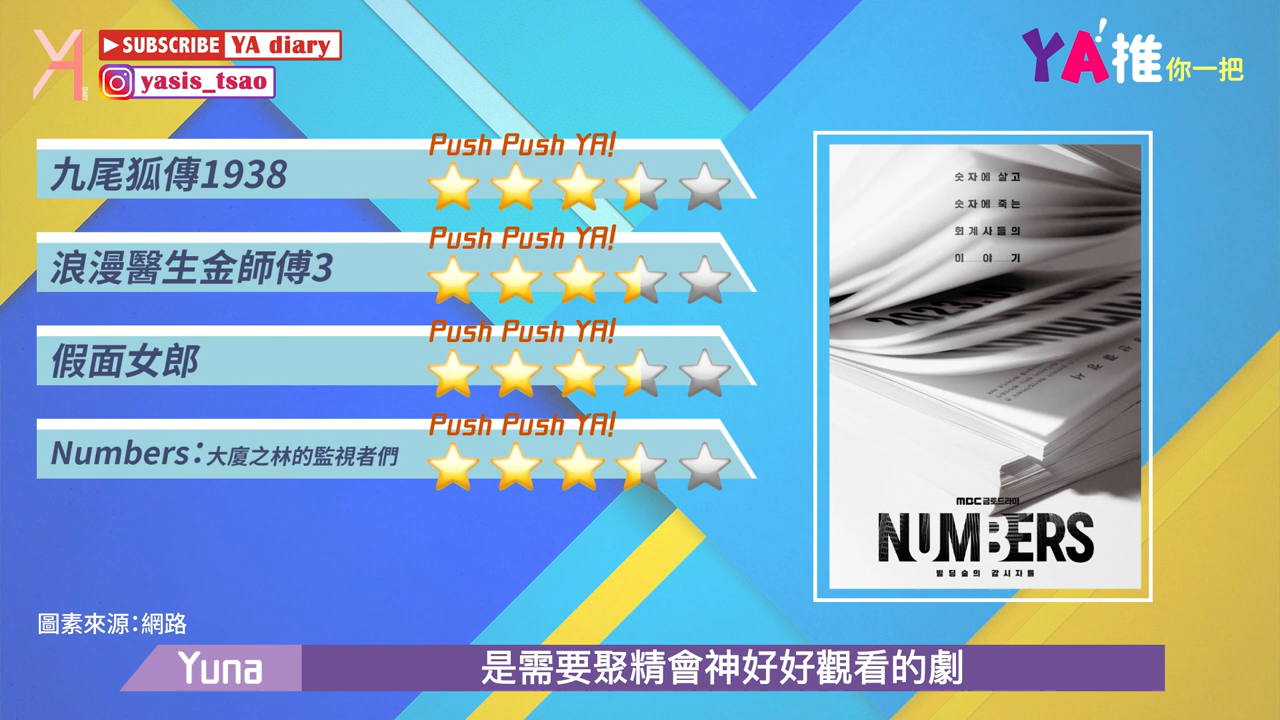 YA
DIARY
SUBSCRIBE YA diary
yasis_tsao
YA!推你一把
Push Push YA!
九尾狐傳1938
Push Push YA!
浪漫醫生金師傅3
Push Push YA!
假面女郎
Push Push YA!
Numbers：大廈之林的監視者們
숫자에 살고
숫자에 죽는
회계사들의
이야기
MBC 금토드라마
NUMBERS
빌딩숲의 감시자들
圖素來源：網路
Yuna
是需要聚精會神好好觀看的劇